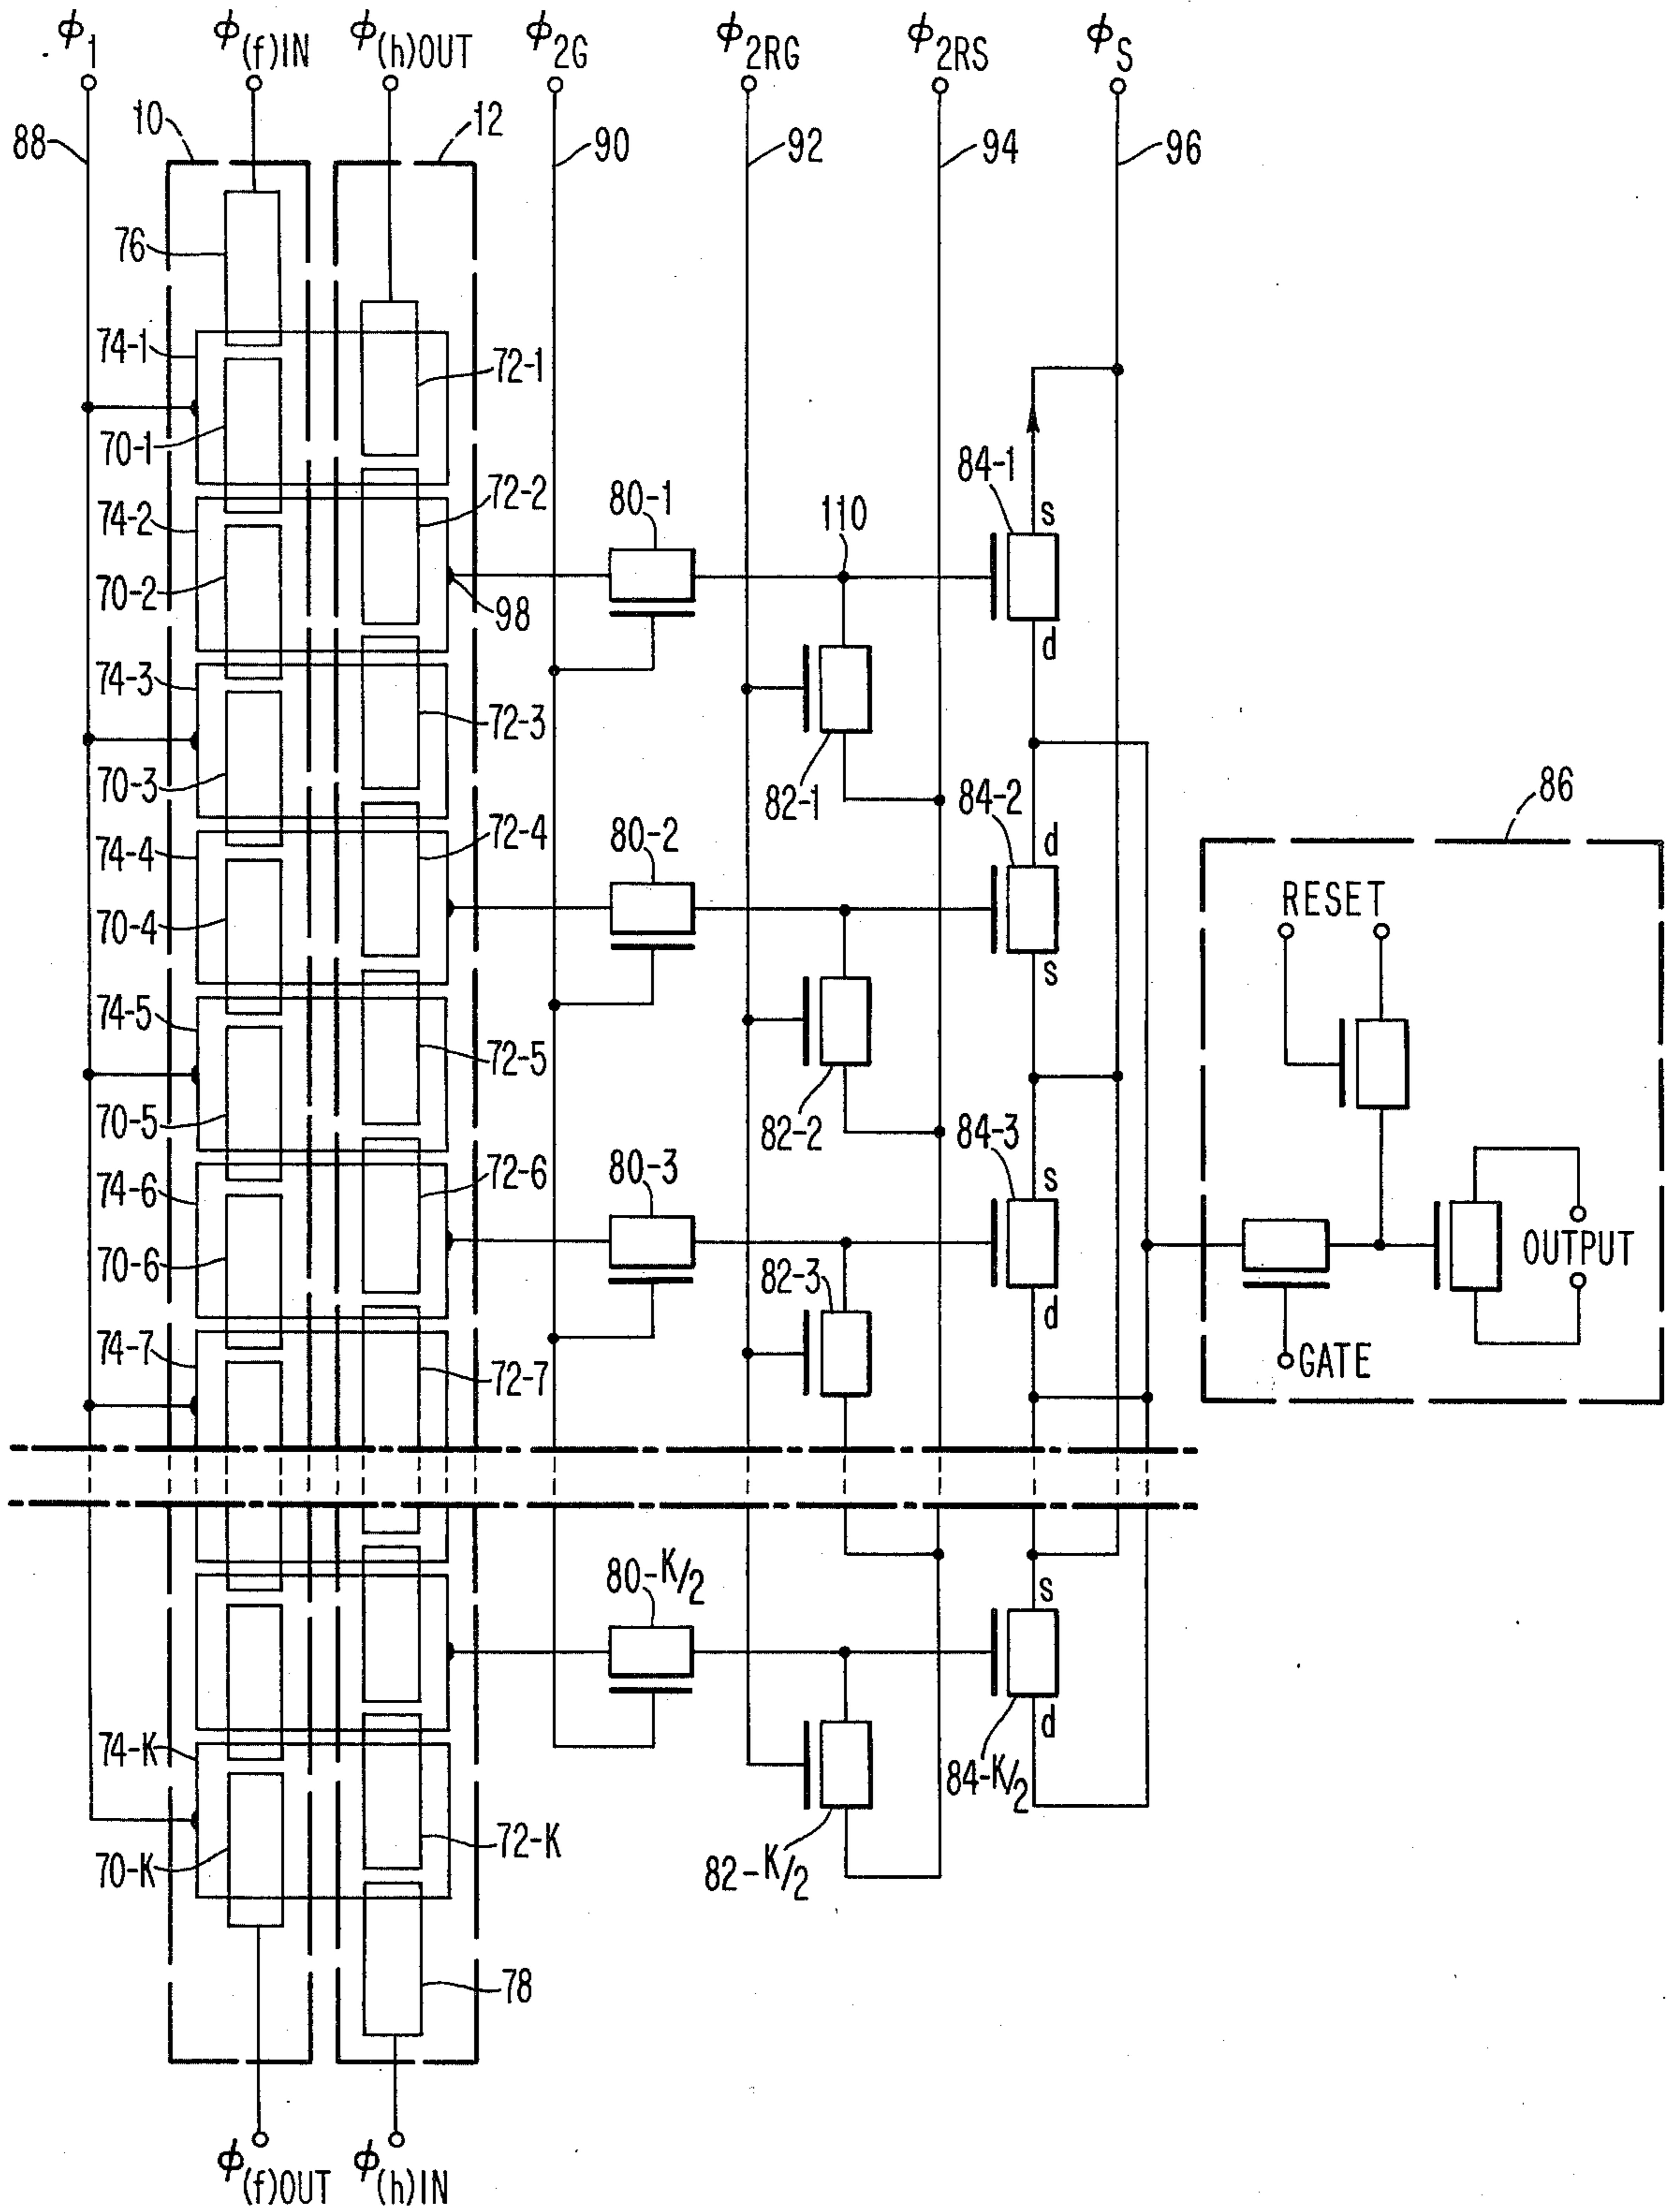 ϕ1 ϕ(f)IN ϕ(h)OUT ϕ2G ϕ2RG ϕ2RS ϕS
88 10 12 90 92 94 96
76
74-1
72-1
70-1
84-1
s
74-2
72-2
80-1
110
70-2
98
d
74-3
72-3
70-3
82-1
84-2
86
d
74-4
72-4
80-2
RESET
70-4
s
74-5
72-5
70-5
82-2
84-3
74-6
72-6
80-3
s
70-6
82-3
OUTPUT
d
74-7
72-7
GATE
80-K/2
s
74-K
d
84-K/2
70-K
72-K
82-K/2
78
ϕ(f)OUT ϕ(h)IN